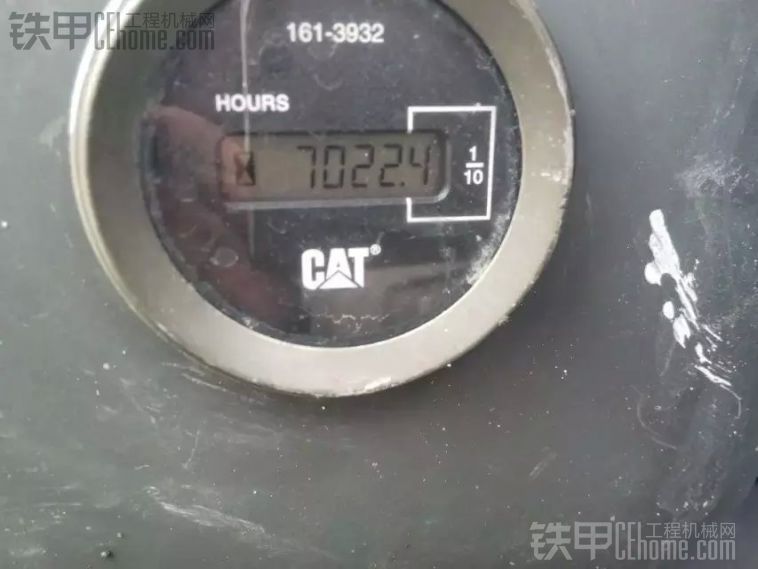 铁甲 工程机械网
CEhome.com
161-3932
HOURS
7022.4
1
10
CAT®
铁甲 工程机械网
CEhome.com